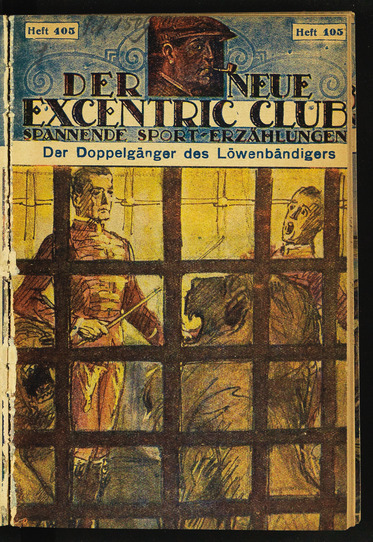 Heft 105
Heft 105
DER NEUE
EXCENTRIC CLUB
SPANNENDE SPORT-ERZÄHLUNGEN
Der Doppelgänger des Löwenbändigers